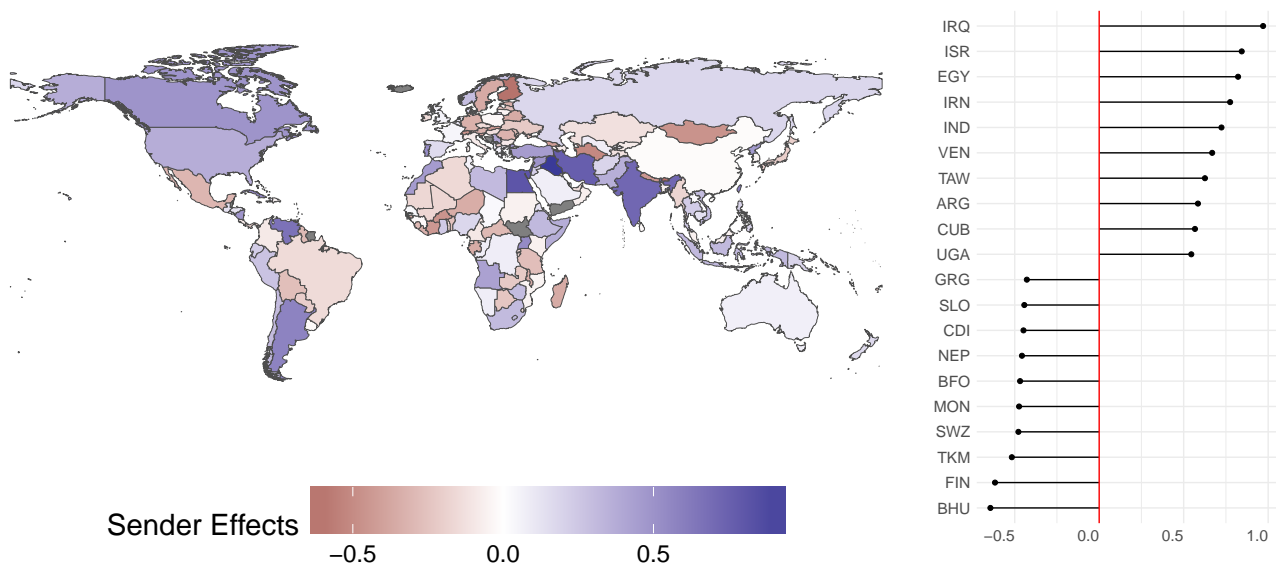 IRQ
ISR
EGY
IRN
IND
VEN
TAW
ARG
CUB
UGA
GRG
SLO
CDI
NEP
BFO
MON
SWZ
TKM
FIN
BHU
−0.5 0.0 0.5 1.0
Sender Effects
−0.5 0.0 0.5